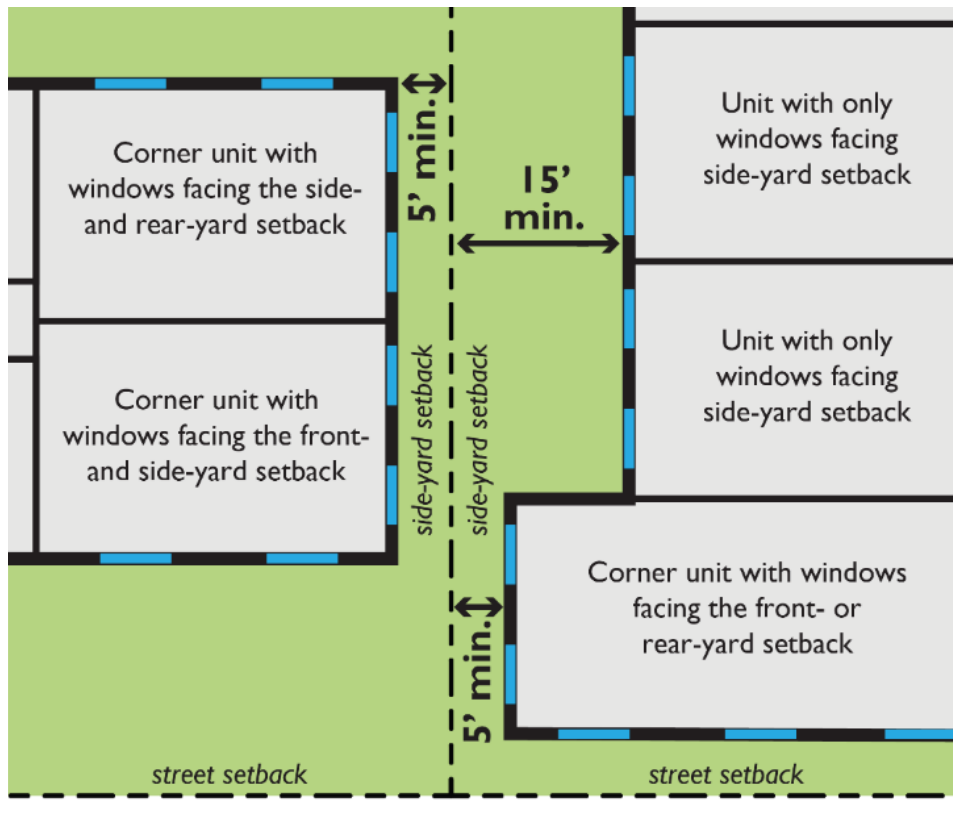 Corner unit with
windows facing the side-
and rear-yard setback
5' min.
15'
min.
Unit with only
windows facing
side-yard setback
Corner unit with
windows facing the front-
and side-yard setback
side-yard setback
side-yard setback
Unit with only
windows facing
side-yard setback
5' min.
Corner unit with windows
facing the front- or
rear-yard setback
street setback
street setback